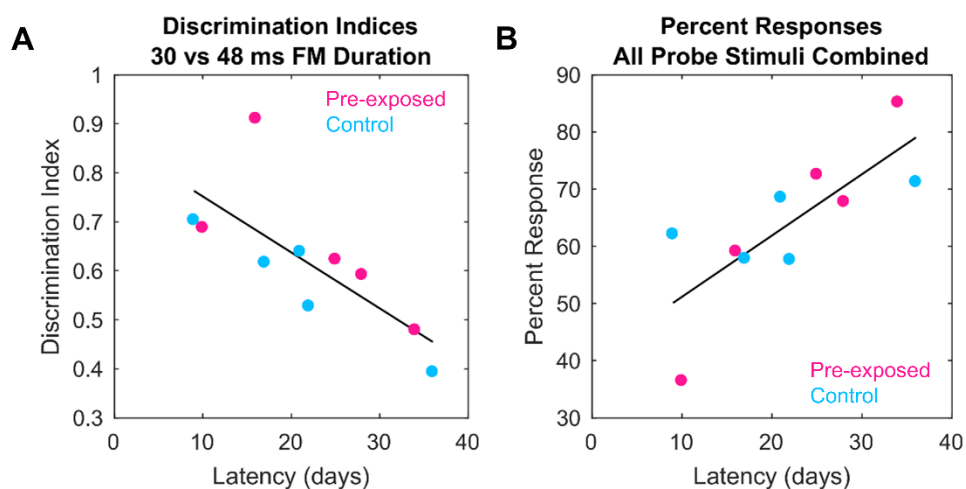 A
Discrimination Indices
30 vs 48 ms FM Duration
1
0.9
0.8
0.7
0.6
0.5
0.4
0.3
Discrimination Index
Pre-exposed
Control
0
10
20
30
40
Latency (days)
B
Percent Responses
All Probe Stimuli Combined
90
80
70
60
50
40
30
Percent Response
Pre-exposed
Control
0
10
20
30
40
Latency (days)